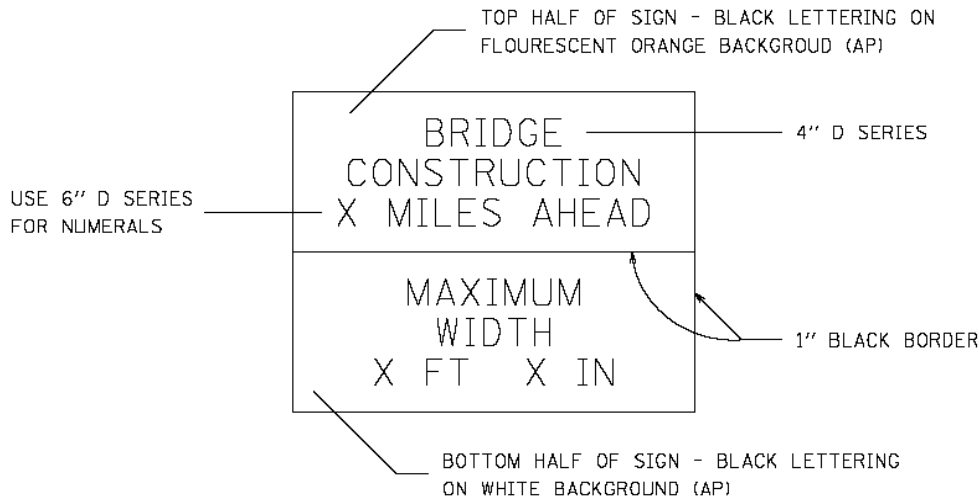 TOP HALF OF SIGN - BLACK LETTERING ON
FLOURESCENT ORANGE BACKGROUD (AP)
BRIDGE
CONSTRUCTION
X MILES AHEAD
4" D SERIES
USE 6" D SERIES
FOR NUMERALS
MAXIMUM
WIDTH
X FT X IN
1" BLACK BORDER
BOTTOM HALF OF SIGN - BLACK LETTERING
ON WHITE BACKGROUND (AP)